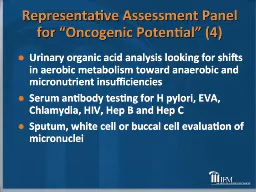 Representative Assessment Panel
for “Oncogenic Potential” (4)
Urinary organic acid analysis looking for shifts
in aerobic metabolism toward anaerobic and
micronutrient insufficiencies
Serum antibody testing for H pylori, EVA,
Chlamydia, HIV, Hep B and Hep C
Sputum, white cell or buccal cell evaluation of
micronuclei
IFM